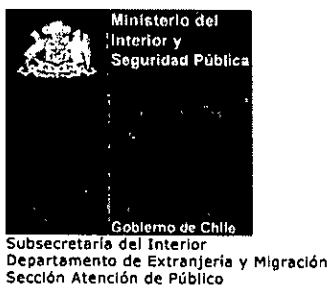 Ministerio del
Interior y
Seguridad Pública
Gobierno de Chile
Subsecretaría del Interior
Departamento de Extranjería y Migración
Sección Atención de Público